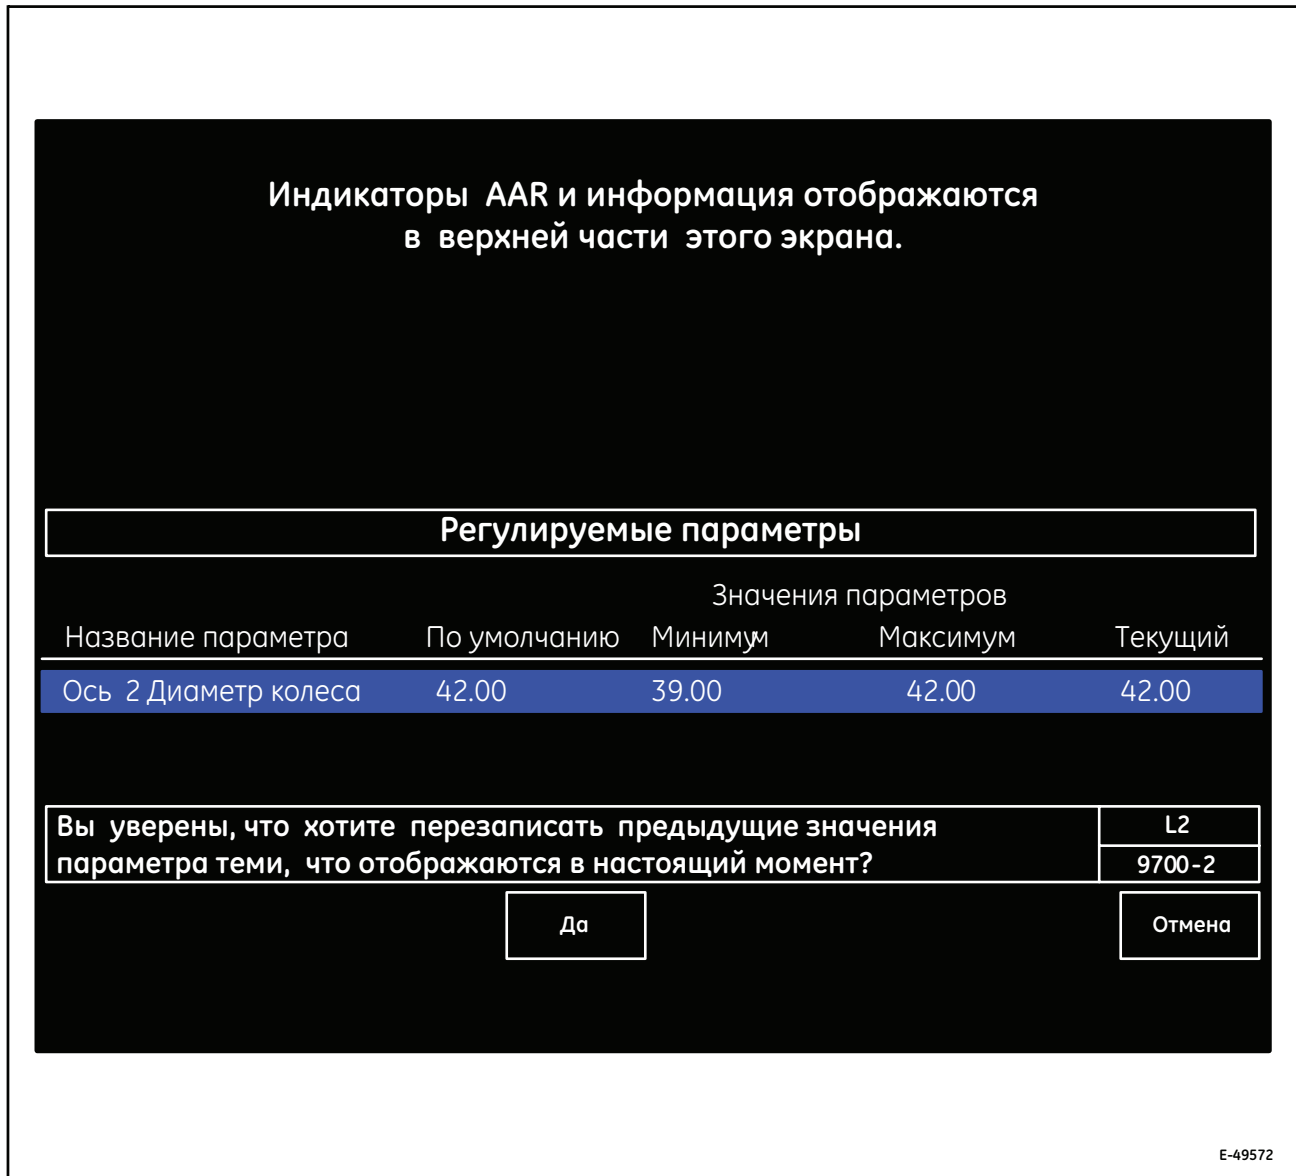 Индикаторы AAR и информация отображаются
в верхней части этого экрана.
Регулируемые параметры
Значения параметров
Название параметра По умолчанию Минимум Максимум Текущий
Ось 2 Диаметр колеса 42.00 39.00 42.00 42.00
Вы уверены, что хотите перезаписать предыдущие значения
параметра теми, что отображаются в настоящий момент?
L2
9700-2
Да Отмена
E-49572